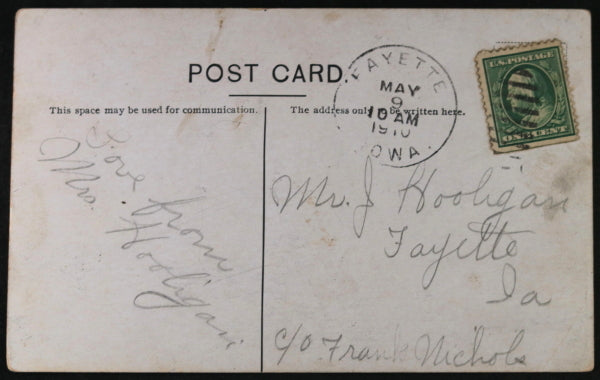 POST CARD.
This space may be used for communication.
The address only be written here.
FAYETTE
MAY
9
10 AM
1910
IOWA.
U.S. POSTAGE
ONE CENT
Love from
Mrs. Hooligan
Mr. J Hooligan
Fayette
Ia
c/o Frank Nichols